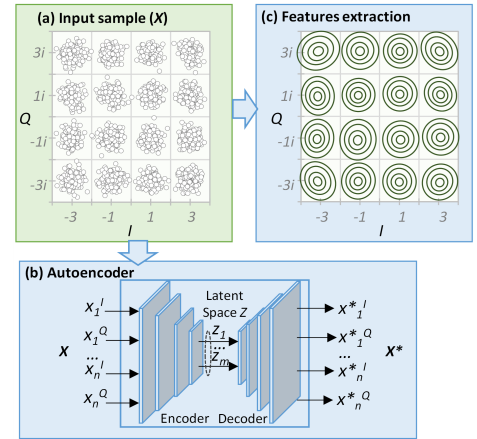 (a) Input sample (X)
Q
3i
1i
-1i
-3i
-3 -1 1 3
I
(c) Features extraction
Q
3i
1i
-1i
-3i
-3 -1 1 3
I
(b) Autoencoder
X
x₁ᴵ
x₁Q
...
xₙᴵ
xₙQ
Latent
Space Z
z₁
...
zₘ
Encoder Decoder
x*₁ᴵ
x*₁Q
...
x*ₙᴵ
x*ₙQ
X*